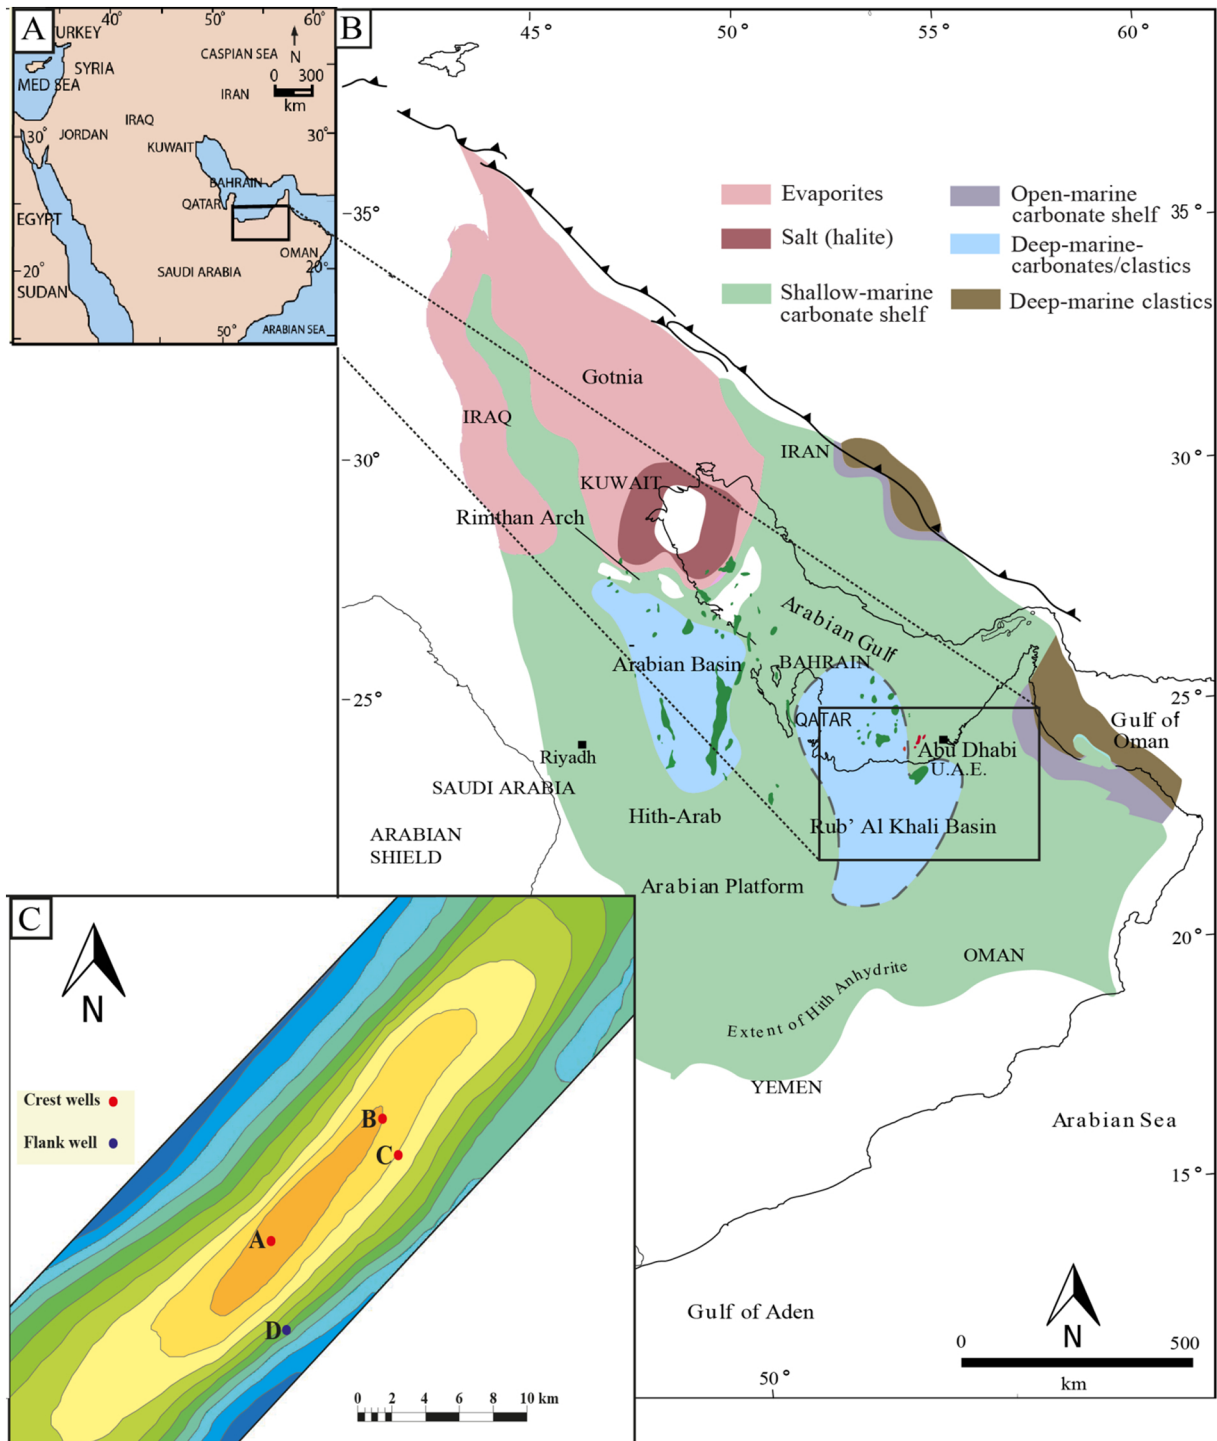 A
40°
50°
60°
URKEY
CASPIAN SEA
N
SYRIA
0 300
km
MED SEA
IRAN
IRAQ
30°
JORDAN
30°
KUWAIT
BAHRAIN
QATAR
EGYPT
OMAN
20°
SAUDI ARABIA
20°
SUDAN
50°
ARABIAN SEA
B
45°
50°
55°
60°
Evaporites
Salt (halite)
Shallow-marine
carbonate shelf
Open-marine
carbonate shelf
Deep-marine-
carbonates/clastics
Deep-marine clastics
35°
35°
Gotnia
IRAQ
IRAN
30°
30°
KUWAIT
Rimthan Arch
Arabian Gulf
Arabian Basin
BAHRAIN
25°
25°
QATAR
Gulf of
Oman
Abu Dhabi
U.A.E.
Riyadh
SAUDI ARABIA
Hith-Arab
Rub' Al Khali Basin
ARABIAN
SHIELD
Arabian Platform
20°
OMAN
Extent of Hith Anhydrite
YEMEN
Arabian Sea
15°
Gulf of Aden
N
0 500
km
50°
C
N
Crest wells
Flank well
B
C
A
D
0 2 4 6 8 10 km